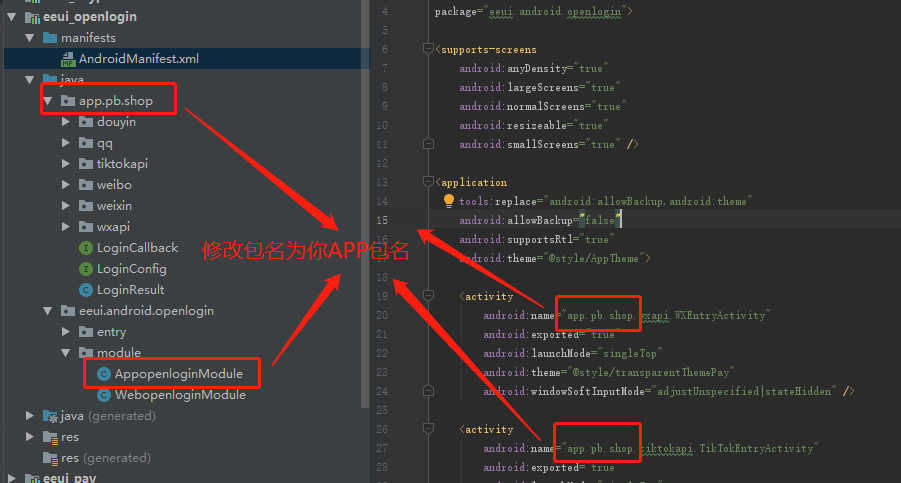 eeui_openlogin
manifests
AndroidManifest.xml
java
app.pb.shop
douyin
qq
tiktokapi
weibo
weixin
wxapi
LoginCallback
LoginConfig
LoginResult
eeui.android.openlogin
entry
module
AppopenloginModule
WebopenloginModule
java (generated)
res
res (generated)
eeui_pay
修改包名为你APP包名
4 package="eeui.android.openlogin">
5
6 <supports-screens
7 android:anyDensity="true"
8 android:largeScreens="true"
9 android:normalScreens="true"
10 android:resizeable="true"
11 android:smallScreens="true" />
12
13 <application
14 tools:replace="android:allowBackup,android:theme"
15 android:allowBackup="false"
16 android:supportsRtl="true"
android:theme="@style/AppTheme">
18
19 <activity
20 android:name="app.pb.shop.wxapi.WXEntryActivity"
21 android:exported="true"
22 android:launchMode="singleTop"
23 android:theme="@style/transparentThemePay"
24 android:windowSoftInputMode="adjustUnspecified|stateHidden" />
25
26 <activity
27 android:name="app.pb.shop.tiktokapi.TikTokEntryActivity"
28 android:exported="true"